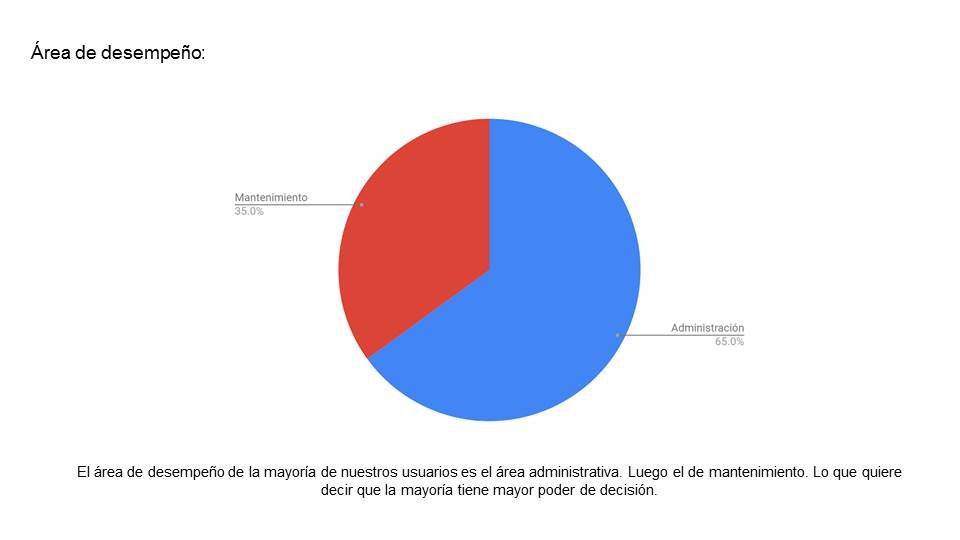 Área de desempeño:
Mantenimiento
35.0%
Administración
65.0%
El área de desempeño de la mayoría de nuestros usuarios es el área administrativa. Luego el de mantenimiento. Lo que quiere
decir que la mayoría tiene mayor poder de decisión.